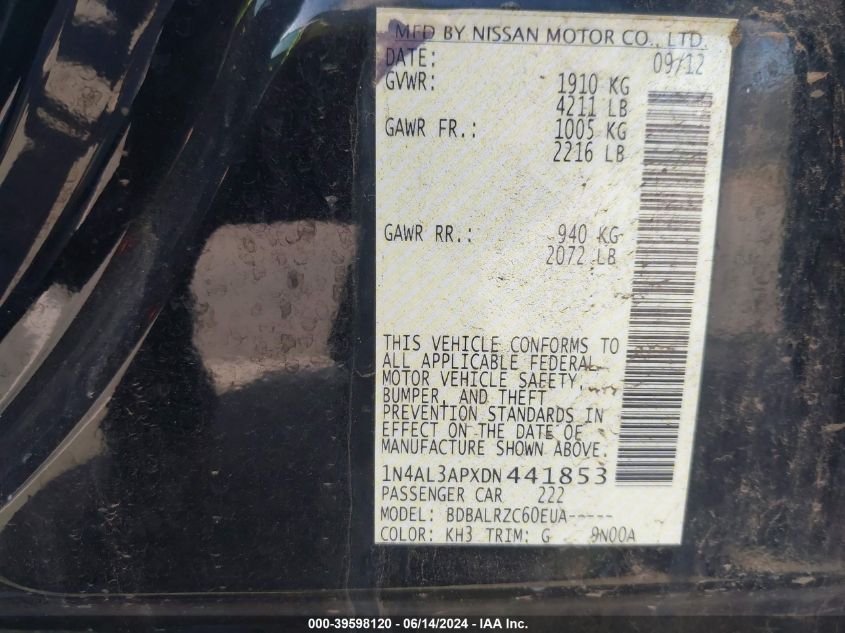 MFD BY NISSAN MOTOR CO., LTD.
DATE: 09/12
GVWR: 1910 KG
4211 LB
GAWR FR.: 1005 KG
2216 LB
GAWR RR.: 940 KG
2072 LB
THIS VEHICLE CONFORMS TO
ALL APPLICABLE FEDERAL
MOTOR VEHICLE SAFETY,
BUMPER, AND THEFT
PREVENTION STANDARDS IN
EFFECT ON THE DATE OF
MANUFACTURE SHOWN ABOVE.
1N4AL3APXDN441853
PASSENGER CAR 222
MODEL: BDBALRZC60EUA-----
COLOR: KH3 TRIM: G 9N00A
000-39598120 - 06/14/2024 - IAA Inc.